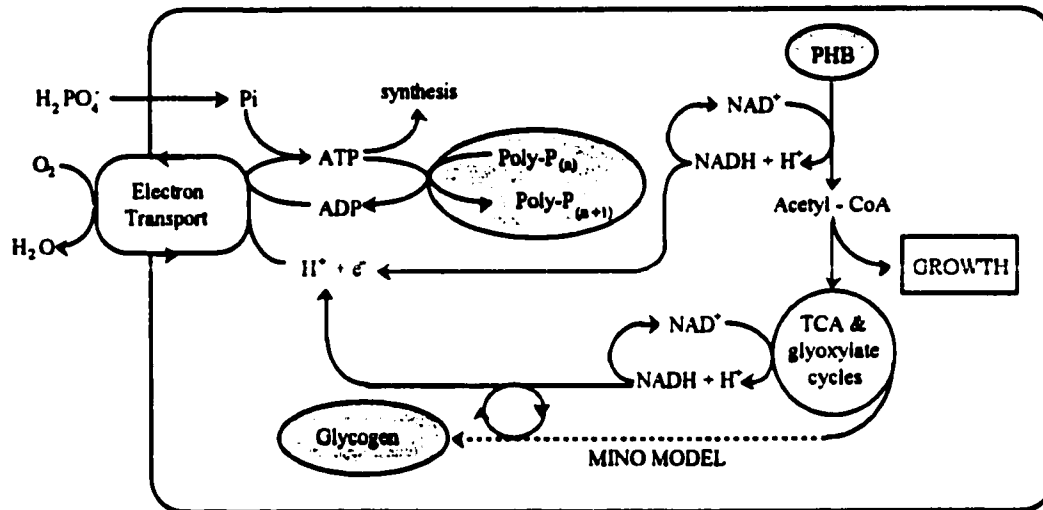 PHB
H₂PO₄⁻
Pi
synthesis
NAD⁺
O₂
ATP
Poly-P(n)
NADH + H⁺
Electron
Transport
ADP
Poly-P(n+1)
Acetyl - CoA
H₂O
H⁺ + e⁻
GROWTH
NAD⁺
TCA &
glyoxylate
cycles
NADH + H⁺
Glycogen
MINO MODEL